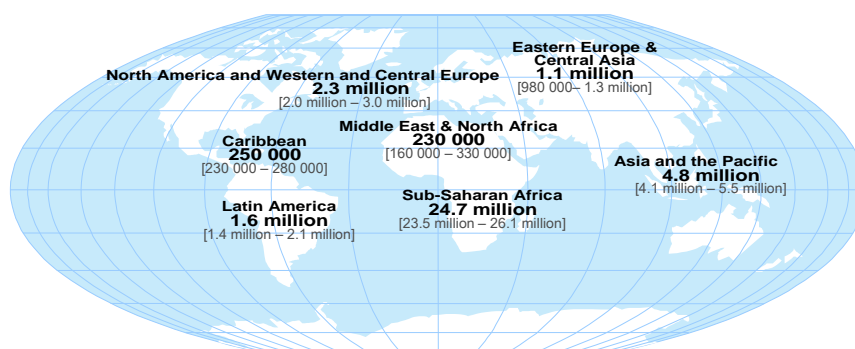 Eastern Europe &
Central Asia
1.1 million
[980 000– 1.3 million]
North America and Western and Central Europe
2.3 million
[2.0 million – 3.0 million]
Middle East & North Africa
230 000
[160 000 – 330 000]
Caribbean
250 000
[230 000 – 280 000]
Asia and the Pacific
4.8 million
[4.1 million – 5.5 million]
Sub-Saharan Africa
24.7 million
[23.5 million – 26.1 million]
Latin America
1.6 million
[1.4 million – 2.1 million]